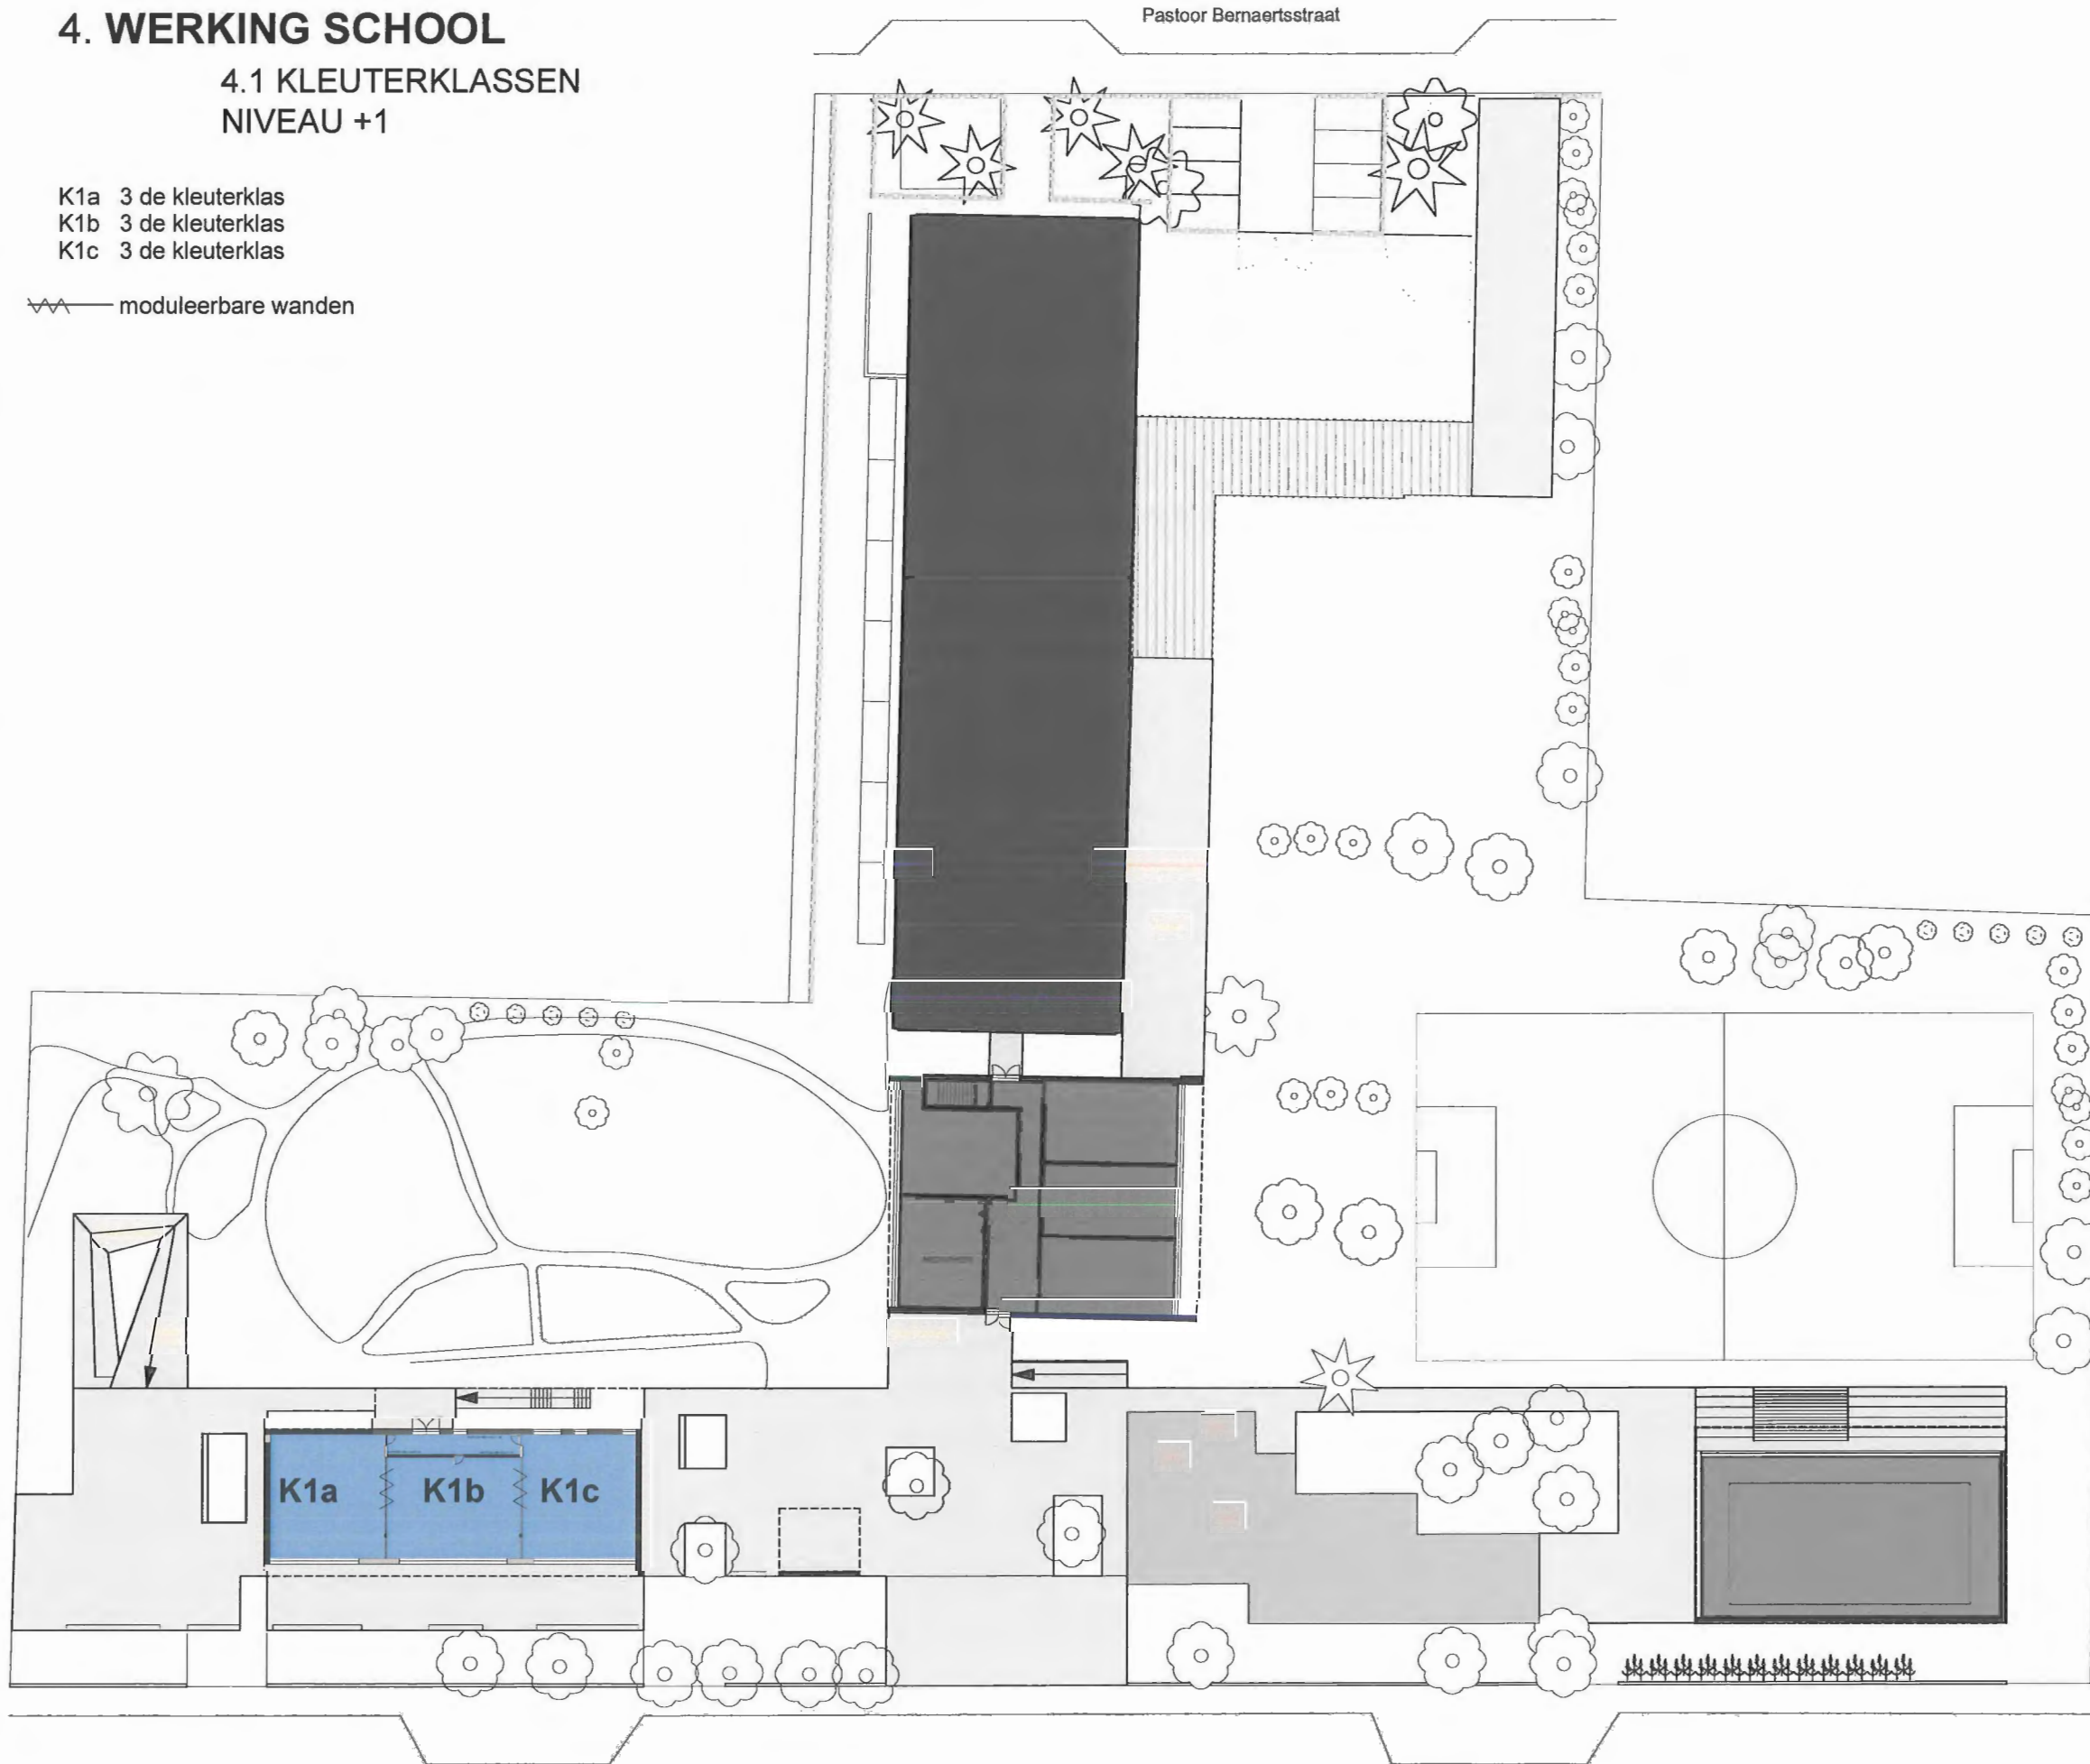 4. WERKING SCHOOL
4.1 KLEUTERKLASSEN
NIVEAU +1
K1a 3 de kleuterklas
K1b 3 de kleuterklas
K1c 3 de kleuterklas
moduleerbare wanden
Pastoor Bernaertsstraat
K1a K1b K1c